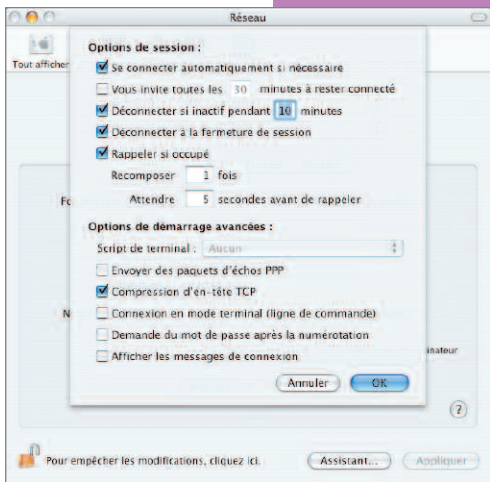 Réseau
Tout afficher
Options de session :
Se connecter automatiquement si nécessaire
Vous invite toutes les 30 minutes à rester connecté
Déconnecter si inactif pendant 10 minutes
Déconnecter à la fermeture de session
Rappeler si occupé
Recomposer 1 fois
Attendre 5 secondes avant de rappeler
Fo
Options de démarrage avancées :
Script de terminal : Aucun
Envoyer des paquets d'échos PPP
Compression d'en-tête TCP
N
Connexion en mode terminal (ligne de commande)
Demande du mot de passe après la numérotation
inateur
Afficher les messages de connexion
Annuler OK
?
Pour empêcher les modifications, cliquez ici. Assistant... Appliquer